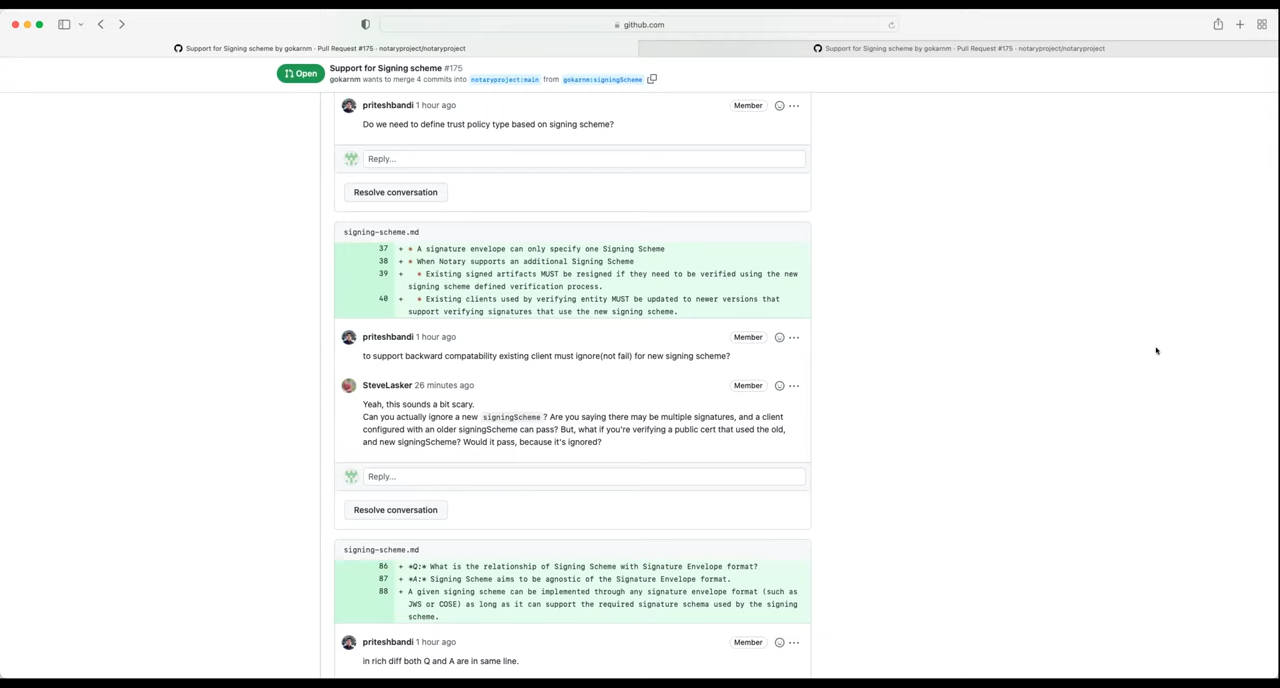 github.com
Support for Signing scheme by gokarnm · Pull Request #175 · notaryproject/notaryproject
Support for Signing scheme by gokarnm · Pull Request #175 · notaryproject/notaryproject
Open
Support for Signing scheme #175
gokarnm wants to merge 4 commits into notaryproject:main from gokarnm:signingScheme
priteshbandi 1 hour ago Member
Do we need to define trust policy type based on signing scheme?
Reply...
Resolve conversation
signing-scheme.md
37 + * A signature envelope can only specify one Signing Scheme
38 + * When Notary supports an additional Signing Scheme
39 + * Existing signed artifacts MUST be resigned if they need to be verified using the new
signing scheme defined verification process.
40 + * Existing clients used by verifying entity MUST be updated to newer versions that
support verifying signatures that use the new signing scheme.
priteshbandi 1 hour ago Member
to support backward compatability existing client must ignore(not fail) for new signing scheme?
SteveLasker 26 minutes ago Member
Yeah, this sounds a bit scary.
Can you actually ignore a new signingScheme? Are you saying there may be multiple signatures, and a client
configured with an older signingScheme can pass? But, what if you're verifying a public cert that used the old,
and new signingScheme? Would it pass, because it's ignored?
Reply...
Resolve conversation
signing-scheme.md
86 + *Q:* What is the relationship of Signing Scheme with Signature Envelope format?
87 + *A:* Signing Scheme aims to be agnostic of the Signature Envelope format.
88 + A given signing scheme can be implemented through any signature envelope format (such as
JWS or COSE) as long as it can support the required signature schema used by the signing
scheme.
priteshbandi 1 hour ago Member
in rich diff both Q and A are in same line.